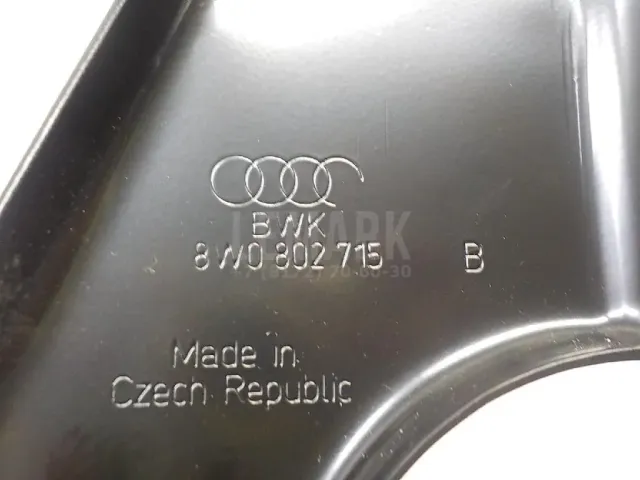 BWK
8W0 802 715 B
Made in
Czech Republic